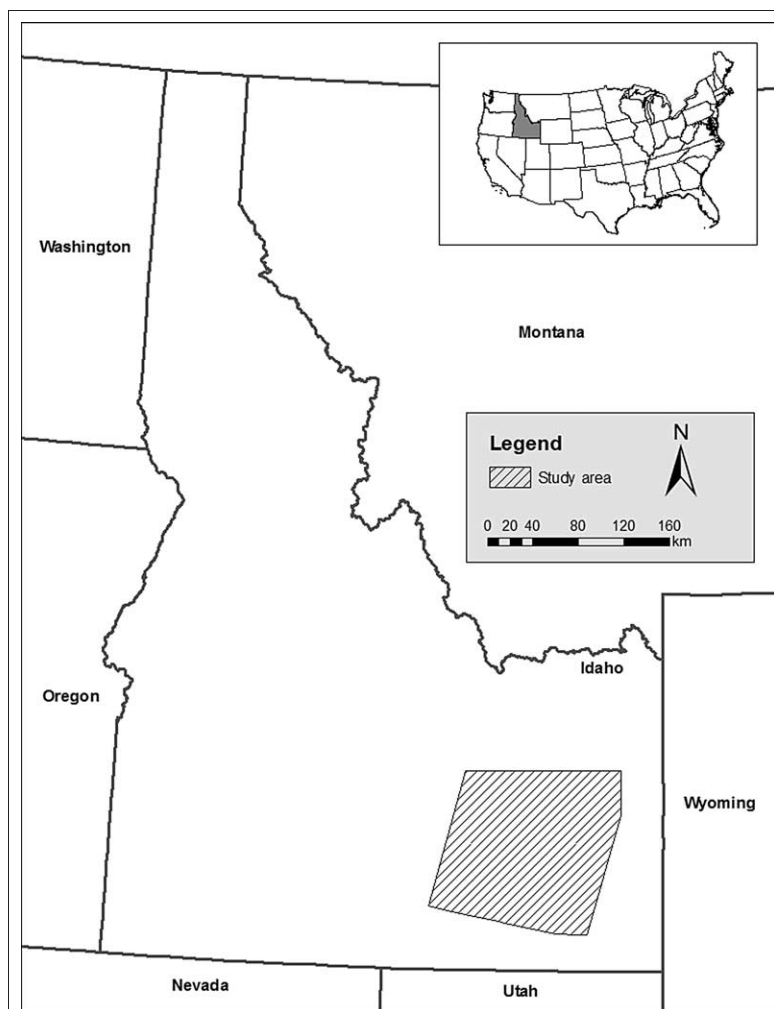 Washington
Montana
Legend
N
Study area
0 20 40 80 120 160
km
Idaho
Oregon
Wyoming
Nevada
Utah